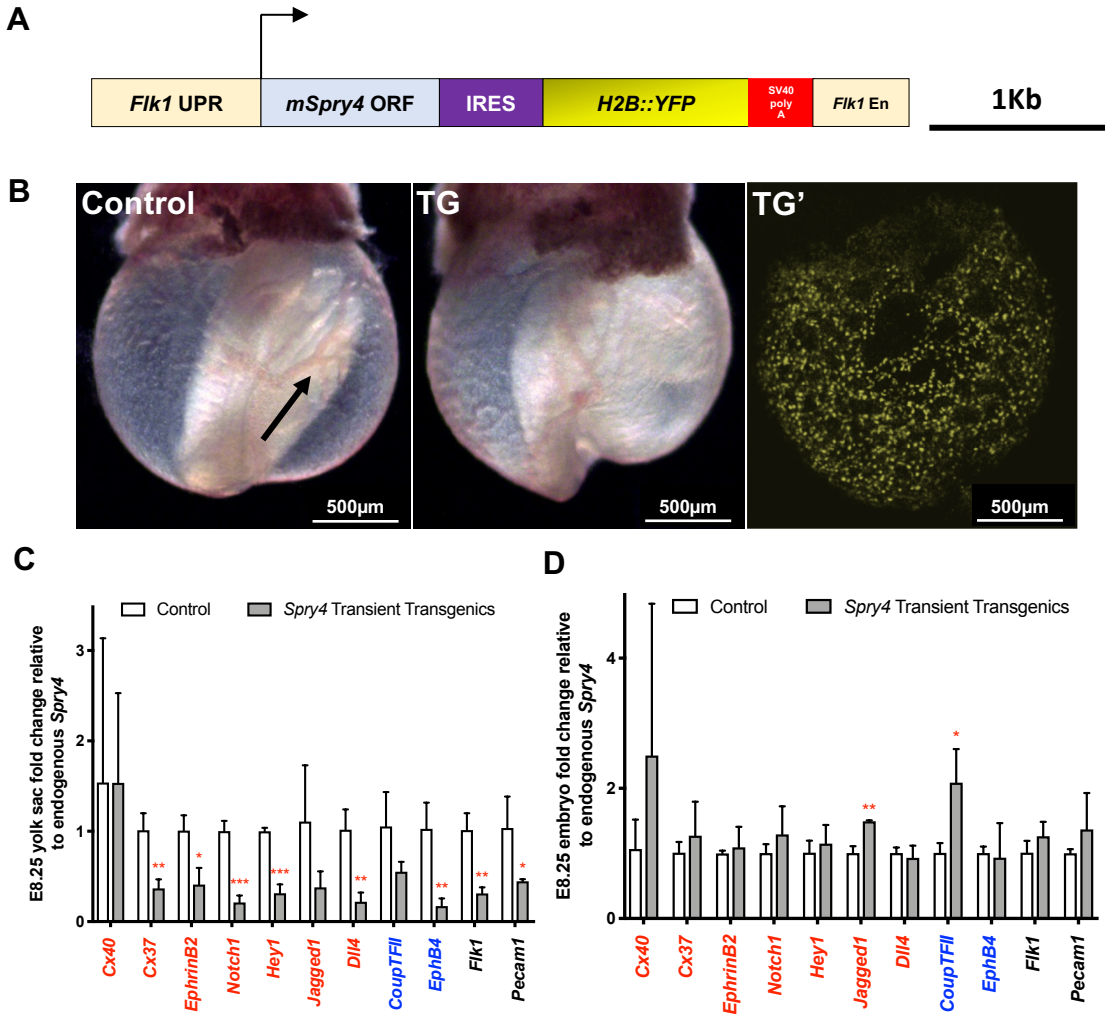 A
Flk1 UPR
mSpry4 ORF
IRES
H2B::YFP
SV40
poly
A
Flk1 En
1Kb
B
Control
TG
TG’
500µm
500µm
500µm
C
Control
Spry4 Transient Transgenics
E8.25 yolk sac fold change relative
to endogenous Spry4
3
2
1
0
**
*
***
***
**
**
**
*
Cx40
Cx37
EphrinB2
Notch1
Hey1
Jagged1
Dll4
CoupTFII
EphB4
Flk1
Pecam1
D
Control
Spry4 Transient Transgenics
E8.25 embryo fold change relative
to endogenous Spry4
4
2
0
**
*
Cx40
Cx37
EphrinB2
Notch1
Hey1
Jagged1
Dll4
CoupTFII
EphB4
Flk1
Pecam1